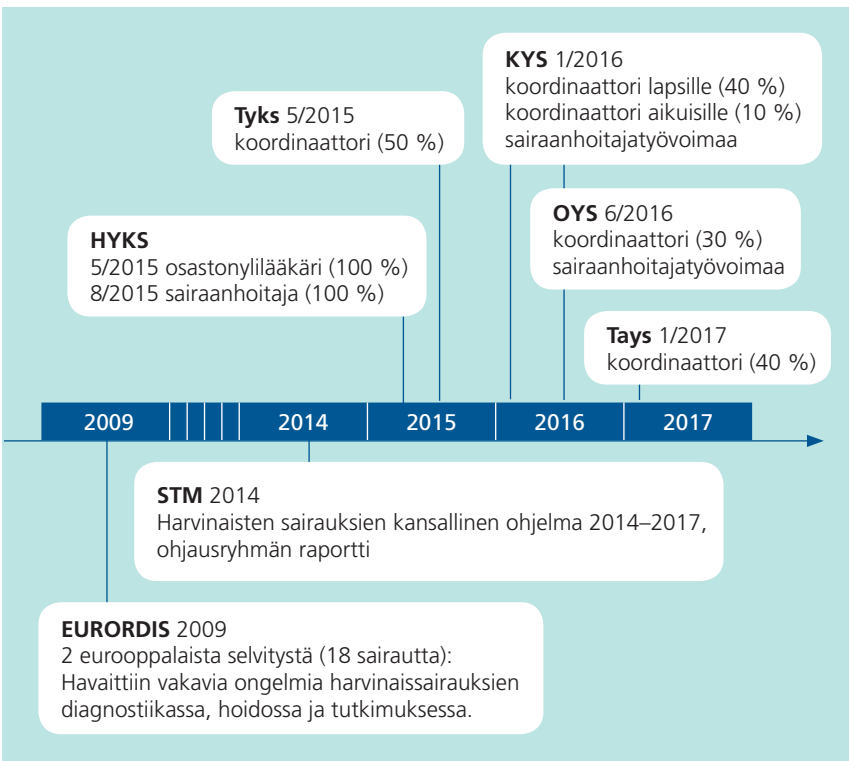 KYS 1/2016
koordinaattori lapsille (40 %)
koordinaattori aikuisille (10 %)
sairaanhoitajatyövoimaa
Tyks 5/2015
koordinaattori (50 %)
OYS 6/2016
koordinaattori (30 %)
sairaanhoitajatyövoimaa
HYKS
5/2015 osastonylilääkäri (100 %)
8/2015 sairaanhoitaja (100 %)
Tays 1/2017
koordinaattori (40 %)
2009 2014 2015 2016 2017
STM 2014
Harvinaisten sairauksien kansallinen ohjelma 2014–2017,
ohjausryhmän raportti
EURORDIS 2009
2 eurooppalaista selvitystä (18 sairautta):
Havaittiin vakavia ongelmia harvinaissairauksien
diagnostiikassa, hoidossa ja tutkimuksessa.